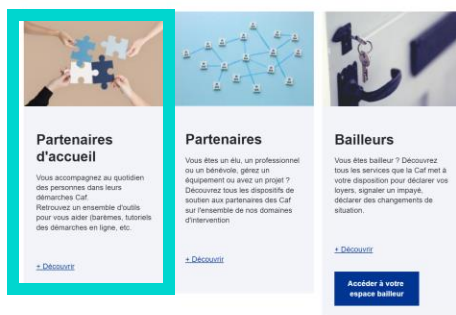 Partenaires
d'accueil
Vous accompagnez au quotidien
des personnes dans leurs
démarches Caf.
Retrouvez un ensemble d'outils
pour vous aider (barèmes, tutoriels
des démarches en ligne, etc.
+ Découvrir
Partenaires
Vous êtes un élu, un professionnel
ou un bénévole, gérez un
équipement ou avez un projet ?
Découvrez tous les dispositifs de
soutien aux partenaires des Caf
sur l'ensemble de nos domaines
d'intervention
+ Découvrir
Bailleurs
Vous êtes bailleur ? Découvrez
tous les services que la Caf met à
votre disposition pour déclarer vos
loyers, signaler un impayé,
déclarer des changements de
situation.
+ Découvrir
Accéder à votre
espace bailleur